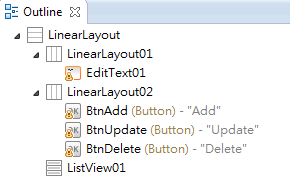 Outline
LinearLayout
LinearLayout01
EditText01
LinearLayout02
BtnAdd (Button) - "Add"
BtnUpdate (Button) - "Update"
BtnDelete (Button) - "Delete"
ListView01